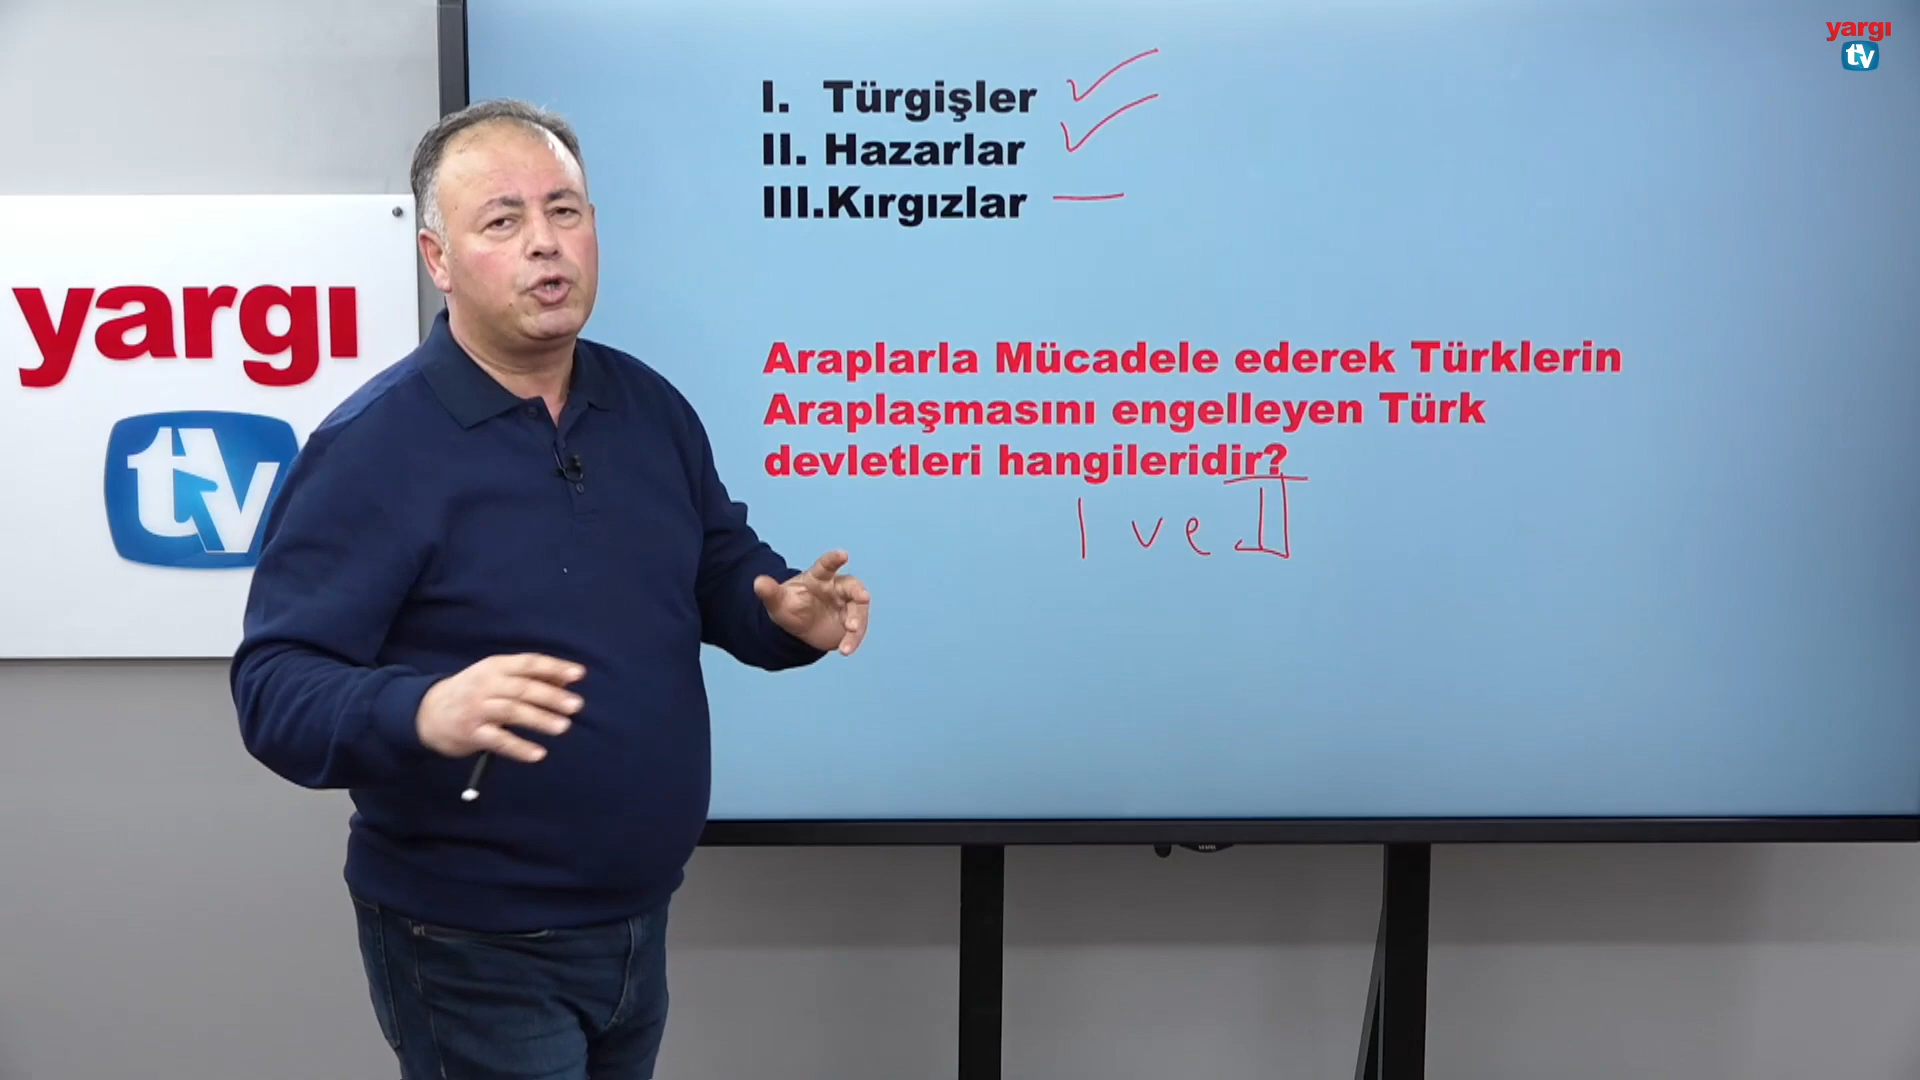 yargı
tv
I. Türgişler
II. Hazarlar
III.Kırgızlar
yargı
tv
Araplarla Mücadele ederek Türklerin
Araplaşmasını engelleyen Türk
devletleri hangileridir?
I ve II